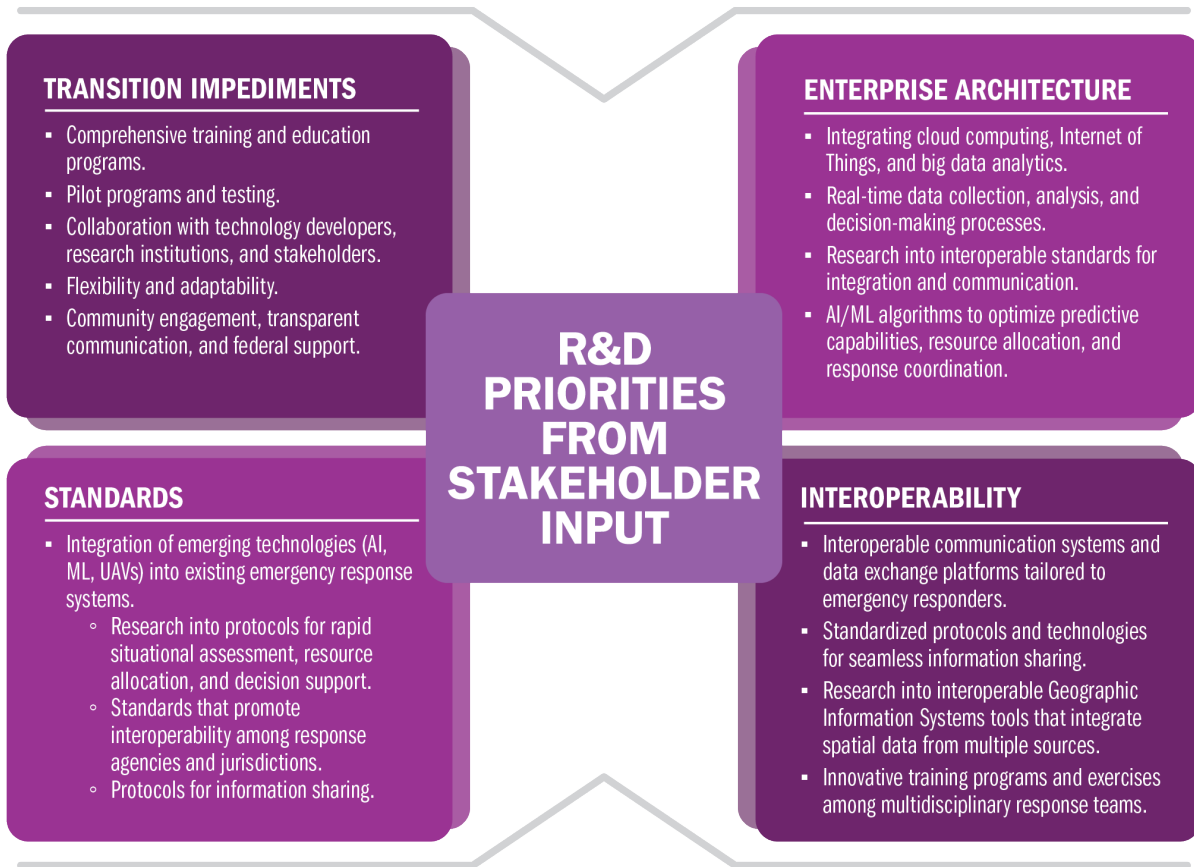 TRANSITION IMPEDIMENTS
▪ Comprehensive training and education
programs.
▪ Pilot programs and testing.
▪ Collaboration with technology developers,
research institutions, and stakeholders.
▪ Flexibility and adaptability.
▪ Community engagement, transparent
communication, and federal support.
ENTERPRISE ARCHITECTURE
▪ Integrating cloud computing, Internet of
Things, and big data analytics.
▪ Real-time data collection, analysis, and
decision-making processes.
▪ Research into interoperable standards for
integration and communication.
▪ AI/ML algorithms to optimize predictive
capabilities, resource allocation, and
response coordination.
R&D
PRIORITIES
FROM
STAKEHOLDER
INPUT
STANDARDS
▪ Integration of emerging technologies (AI,
ML, UAVs) into existing emergency response
systems.
◦ Research into protocols for rapid
situational assessment, resource
allocation, and decision support.
◦ Standards that promote
interoperability among response
agencies and jurisdictions.
◦ Protocols for information sharing.
INTEROPERABILITY
▪ Interoperable communication systems and
data exchange platforms tailored to
emergency responders.
▪ Standardized protocols and technologies
for seamless information sharing.
▪ Research into interoperable Geographic
Information Systems tools that integrate
spatial data from multiple sources.
▪ Innovative training programs and exercises
among multidisciplinary response teams.